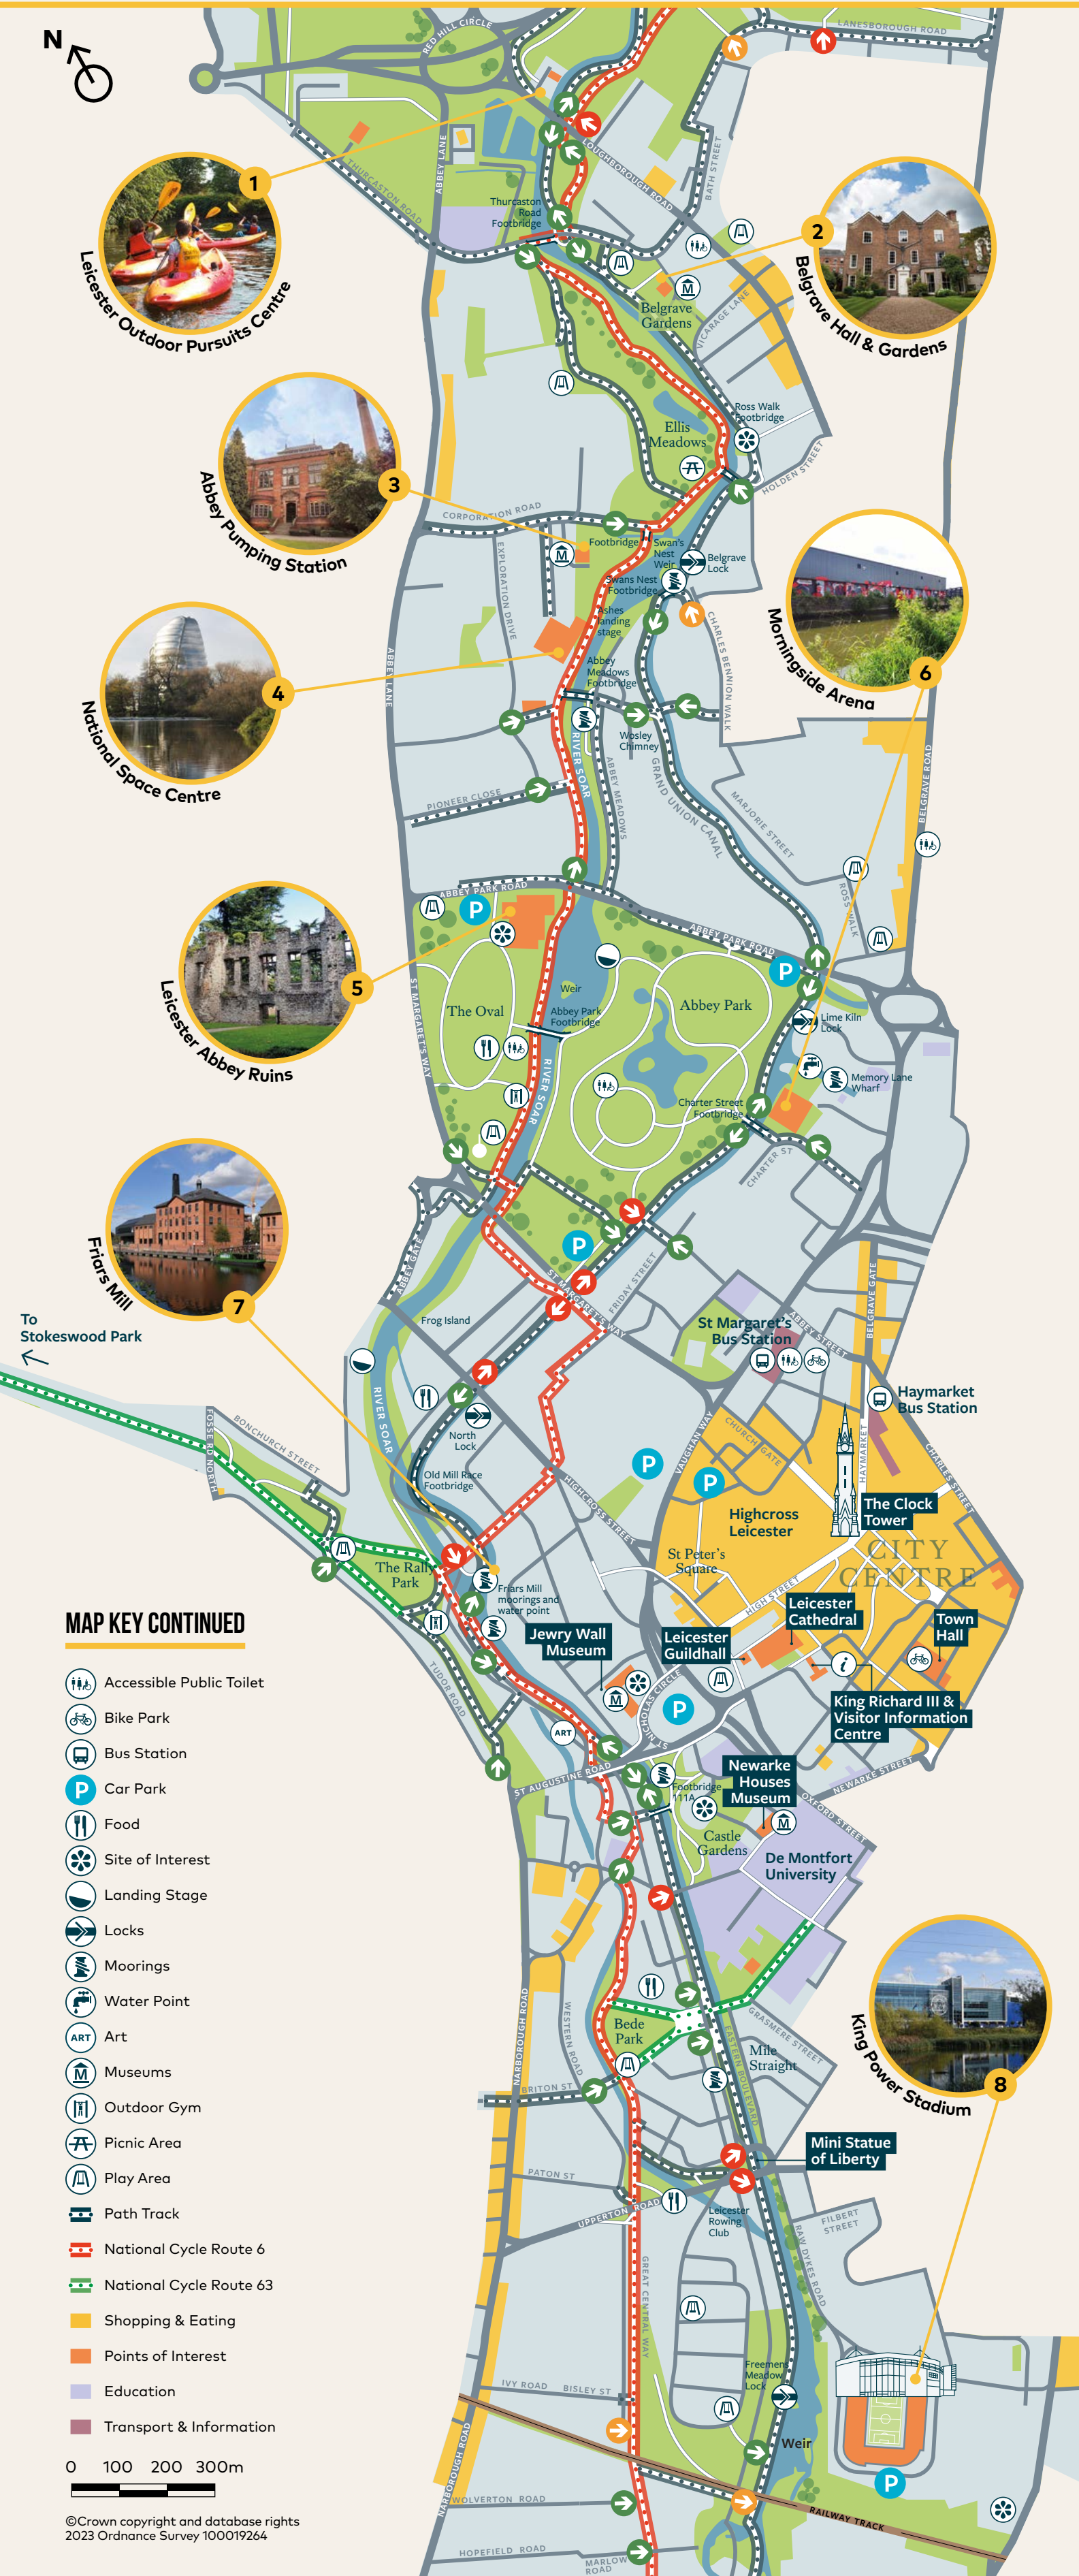 N
RED HILL CIRCLE
LANESBOROUGH ROAD
THURCASTON ROAD
ABBEY LANE
LOUGHBOROUGH ROAD
BATH STREET
1
Leicester Outdoor Pursuits Centre
Thurcaston
Road
Footbridge
2
Belgrave Hall & Gardens
Belgrave
Gardens
VICARAGE LANE
Ross Walk
Footbridge
Ellis
Meadows
HOLDEN STREET
3
Abbey Pumping Station
CORPORATION ROAD
EXPLORATION DRIVE
Footbridge
Swan's
Nest
Weir
Belgrave
Lock
Swans Nest
Footbridge
Ashes
landing
stage
CHARLES BENNION WALK
6
Morningside Arena
4
National Space Centre
ABBEY LANE
Abbey
Meadows
Footbridge
Wosley
Chimney
RIVER SOAR
ABBEY MEADOWS
GRAND UNION CANAL
PIONEER CLOSE
MARJORIE STREET
ROSS WALK
BELGRAVE ROAD
ABBEY PARK ROAD
P
ABBEY PARK ROAD
P
5
Leicester Abbey Ruins
ST MARGARET'S WAY
The Oval
Weir
Abbey Park
Footbridge
Abbey Park
Lime Kiln
Lock
Memory Lane
Wharf
RIVER SOAR
Charter Street
Footbridge
CHARTER ST
7
Friars Mill
ABBEY GATE
P
ST MARGARET'S WAY
FRIDAY STREET
Frog Island
To
Stokeswood Park
St Margaret's
Bus Station
ABBEY STREET
BELGRAVE GATE
Haymarket
Bus Station
RIVER SOAR
North
Lock
FOSSE RD NORTH
BONCHURCH STREET
Old Mill Race
Footbridge
HIGHCROSS STREET
P
P
VAUGHAN WAY
CHURCH GATE
HAYMARKET
CHARLES STREET
Highcross
Leicester
The Clock
Tower
CITY
CENTRE
St Peter's
Square
HIGH STREET
The Rally
Park
Friars Mill
moorings and
water point
Jewry Wall
Museum
Leicester
Guildhall
Leicester
Cathedral
Town
Hall
i
King Richard III &
Visitor Information
Centre
TUDOR ROAD
ART
ST NICHOLAS CIRCLE
P
ST AUGUSTINE ROAD
Newarke
Houses
Museum
NEWARKE STREET
OXFORD STREET
Footbridge
111A
Castle
Gardens
De Montfort
University
NARBOROUGH ROAD
WESTERN ROAD
Bede
Park
GRASMERE STREET
EASTERN BOULEVARD
Mile
Straight
8
King Power Stadium
BRITON ST
Mini Statue
of Liberty
PATON ST
UPPERTON ROAD
Leicester
Rowing
Club
FILBERT
STREET
RAW DYKES ROAD
GREAT CENTRAL WAY
Freemens
Meadow
Lock
IVY ROAD
BISLEY ST
Weir
P
NARBOROUGH ROAD
WOLVERTON ROAD
RAILWAY TRACK
HOPEFIELD ROAD
MARLOW
ROAD
MAP KEY CONTINUED
Accessible Public Toilet
Bike Park
Bus Station
P Car Park
Food
Site of Interest
Landing Stage
Locks
Moorings
Water Point
ART Art
Museums
Outdoor Gym
Picnic Area
Play Area
Path Track
National Cycle Route 6
National Cycle Route 63
Shopping & Eating
Points of Interest
Education
Transport & Information
0 100 200 300m
©Crown copyright and database rights
2023 Ordnance Survey 100019264